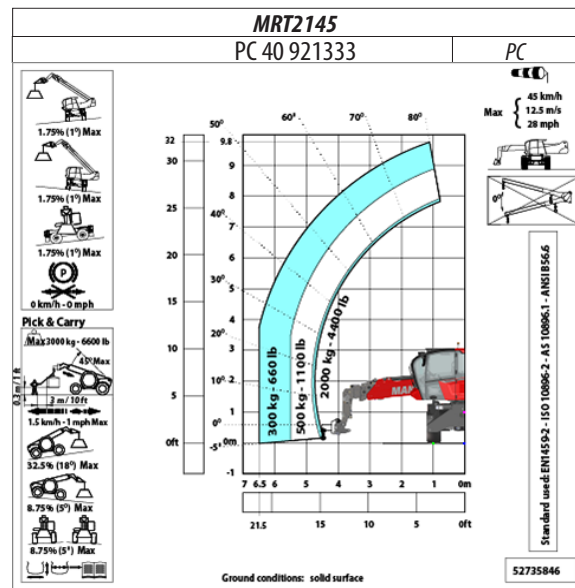 MRT2145
PC 40 921333
PC
1.75% (1°) Max
1.75% (1°) Max
1.75% (1°) Max
P
0 km/h - 0 mph
Pick & Carry
Max 3000 kg - 6600 lb
45° Max
0.3 m / 1 ft
3 m / 10 ft
1.5 km/h - 1 mph Max
32.5% (18°) Max
8.75% (5°) Max
8.75% (5°) Max
50° 60° 70° 80°
40°
30°
20°
10°
0°
-5°
32
30
25
20
15
10
5
0ft
9.8
9
8
7
6
5
4
3
2
1
0m
-1
300 kg - 660 lb
500 kg - 1100 lb
2000 kg - 4400 lb
MAN
7 6.5 6 5 4 3 2 1 0m
21.5 15 10 5 0ft
Ground conditions: solid surface
Max
45 km/h
12.5 m/s
28 mph
0°
Standard used: EN1459-2 - ISO 10896-2 - AS 10896.1 - ANSI B56.6
52735846